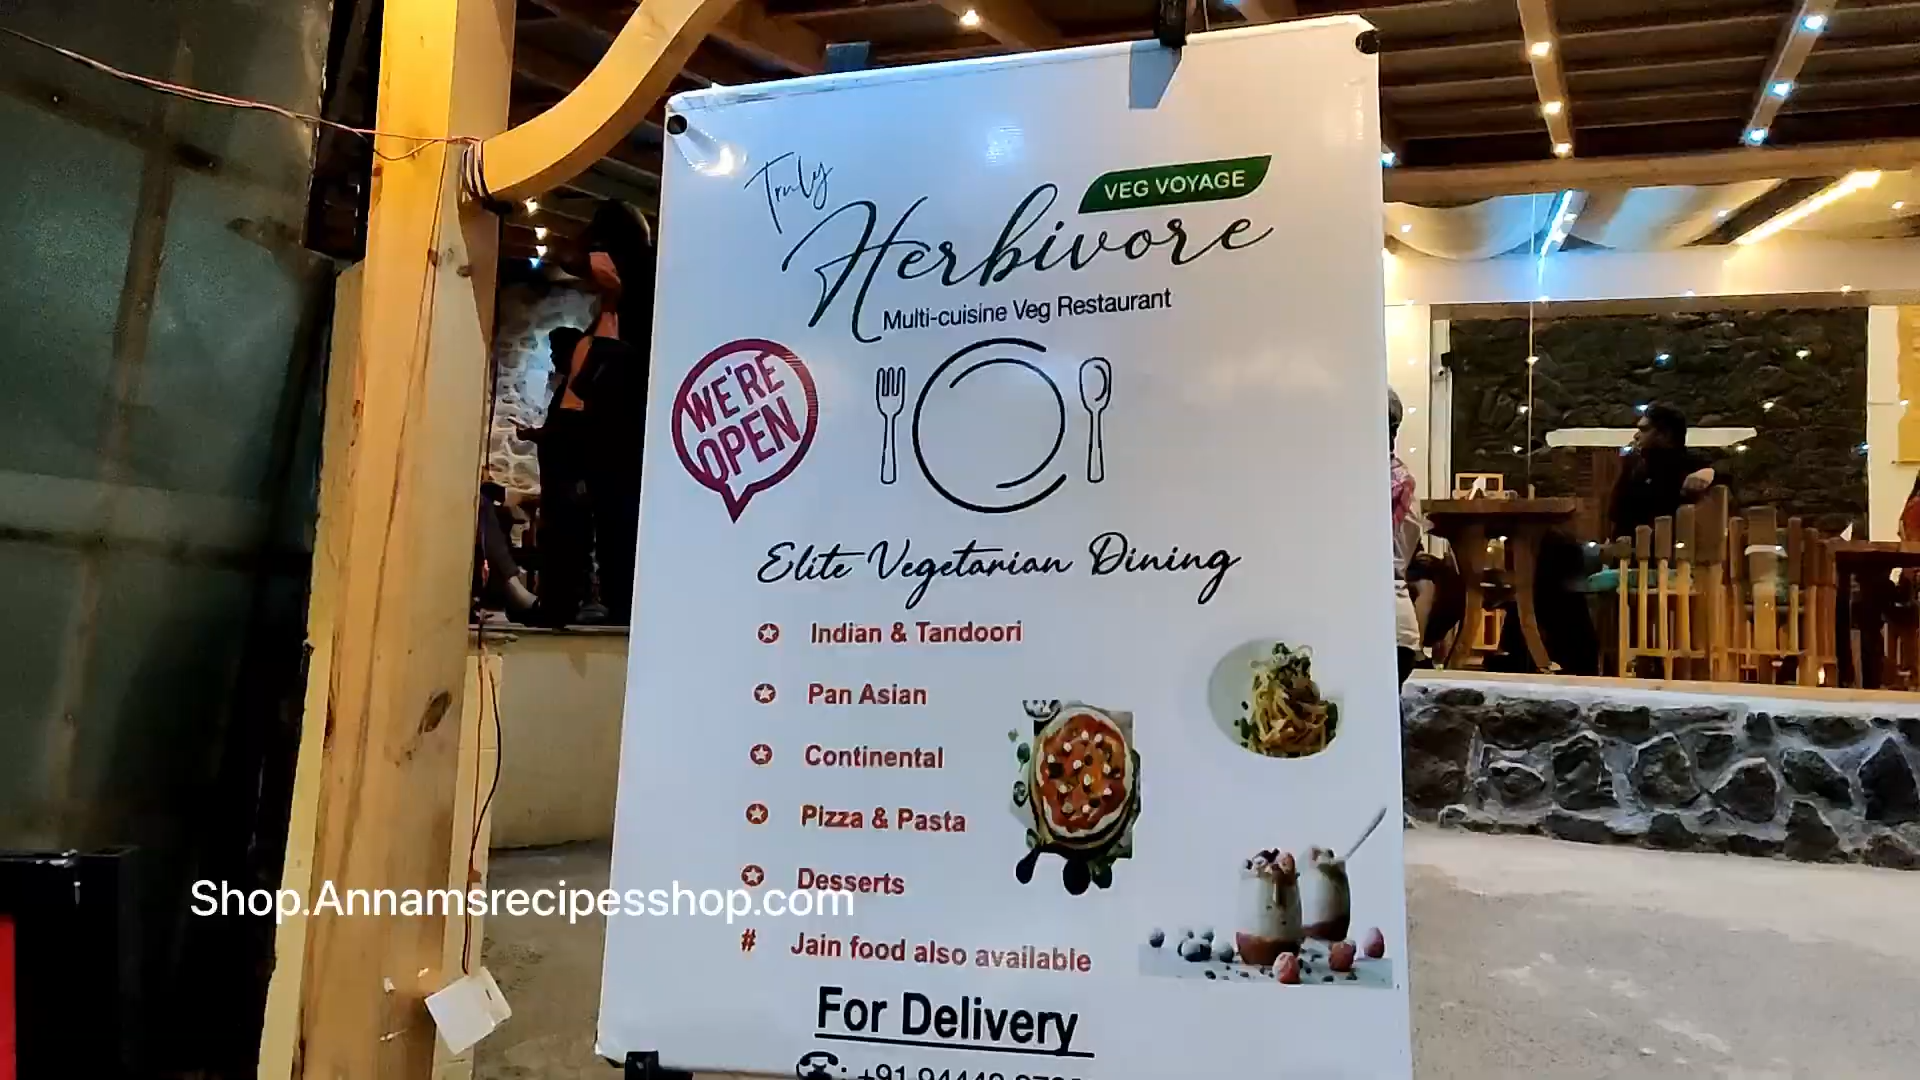 Truly
VEG VOYAGE
Herbivore
Multi-cuisine Veg Restaurant
WE'RE
OPEN
Elite Vegetarian Dining
Indian & Tandoori
Pan Asian
Continental
Pizza & Pasta
Desserts
Shop.Annamsrecipesshop.com
# Jain food also available
For Delivery